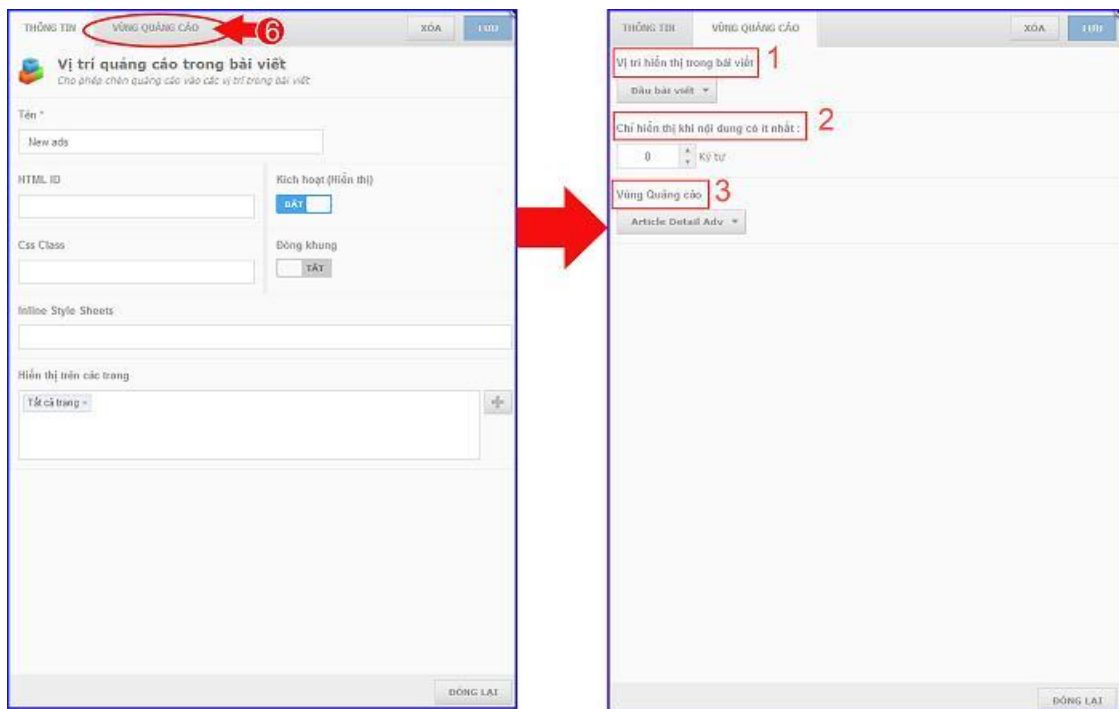 THÔNG TIN
VÙNG QUẢNG CÁO
6
XÓA
LƯU
Vị trí quảng cáo trong bài viết
Cho phép chèn quảng cáo vào các vị trí trong bài viết
Tên *
New ads
HTML ID
Kích hoạt (Hiển thị)
BẬT
Css Class
Đóng khung
TẮT
Inline Style Sheets
Hiển thị trên các trang
Tất cả trang
ĐÓNG LẠI
THÔNG TIN
VÙNG QUẢNG CÁO
XÓA
LƯU
Vị trí hiển thị trong bài viết
1
Đầu bài viết
Chỉ hiển thị khi nội dung có ít nhất :
2
0
Ký tự
Vùng Quảng cáo
3
Article Detail Adv
ĐÓNG LẠI